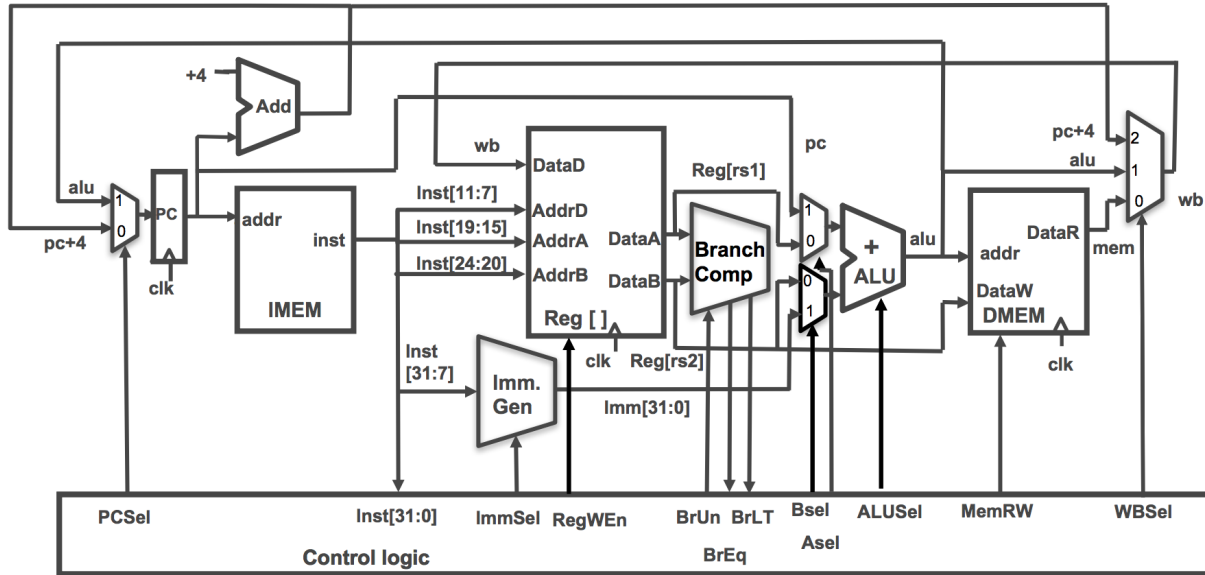 +4
Add
pc+4
2
alu
1
0
wb
pc
wb
DataD
Reg[rs1]
alu
1
PC
0
pc+4
clk
addr
inst
IMEM
Inst[11:7]
AddrD
Inst[19:15]
AddrA
DataA
Inst[24:20]
AddrB
DataB
Reg [ ]
clk
Branch
Comp
1
0
0
1
+
ALU
alu
DataR
mem
addr
DataW
DMEM
clk
Reg[rs2]
Inst
[31:7]
Imm.
Gen
Imm[31:0]
PCSel
Inst[31:0]
ImmSel
RegWEn
BrUn
BrLT
Bsel
ALUSel
MemRW
WBSel
Asel
BrEq
Control logic